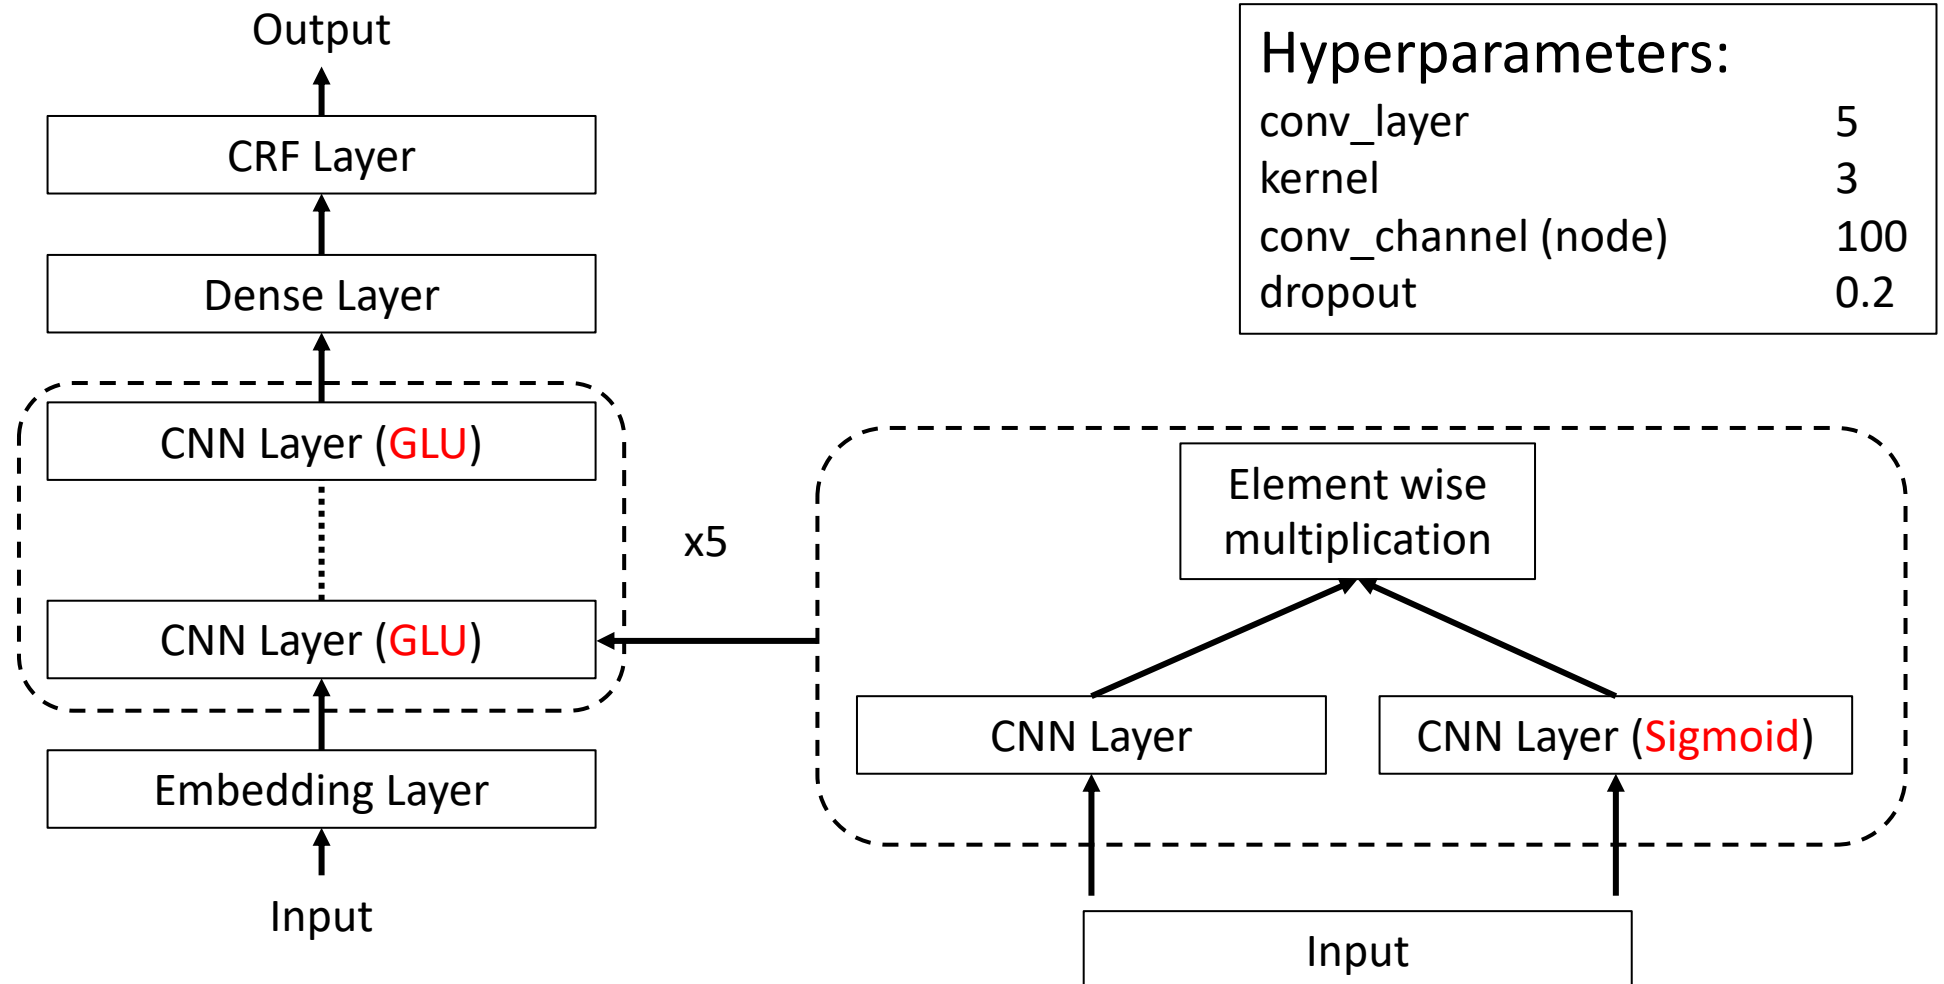 Output
CRF Layer
Dense Layer
CNN Layer (GLU)
x5
CNN Layer (GLU)
Embedding Layer
Input
Hyperparameters:
conv_layer 5
kernel 3
conv_channel (node) 100
dropout 0.2
Element wise
multiplication
CNN Layer
CNN Layer (Sigmoid)
Input